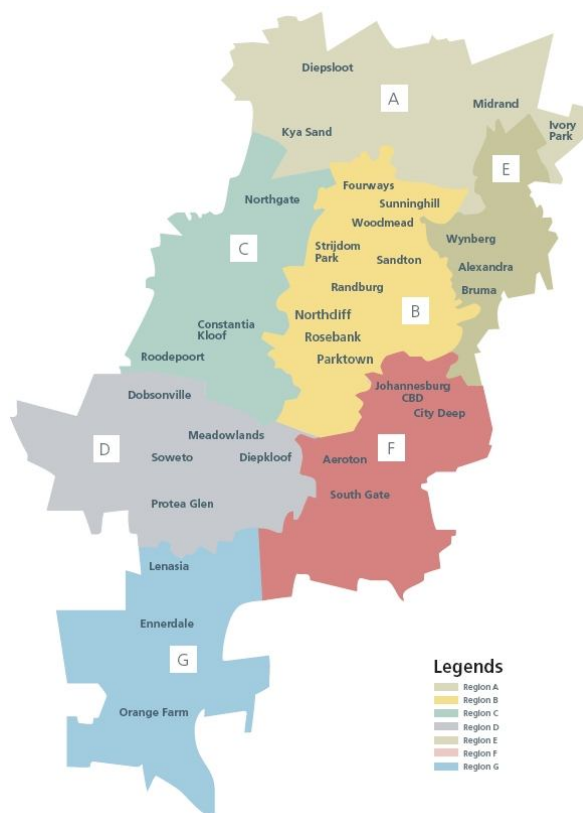 Diepsloot
A
Midrand
Ivory
Park
Kya Sand
E
Fourways
Northgate
Sunninghill
Woodmead
C
Strijdom
Park
Wynberg
Sandton
Alexandra
Randburg
Bruma
B
Northcliff
Constantia
Kloof
Rosebank
Roodepoort
Parktown
Dobsonville
Johannesburg
CBD
City Deep
Meadowlands
D
Soweto
Diepkloof
Aeroton
F
Protea Glen
South Gate
Lenasia
Ennerdale
G
Orange Farm
Legends
Region A
Region B
Region C
Region D
Region E
Region F
Region G